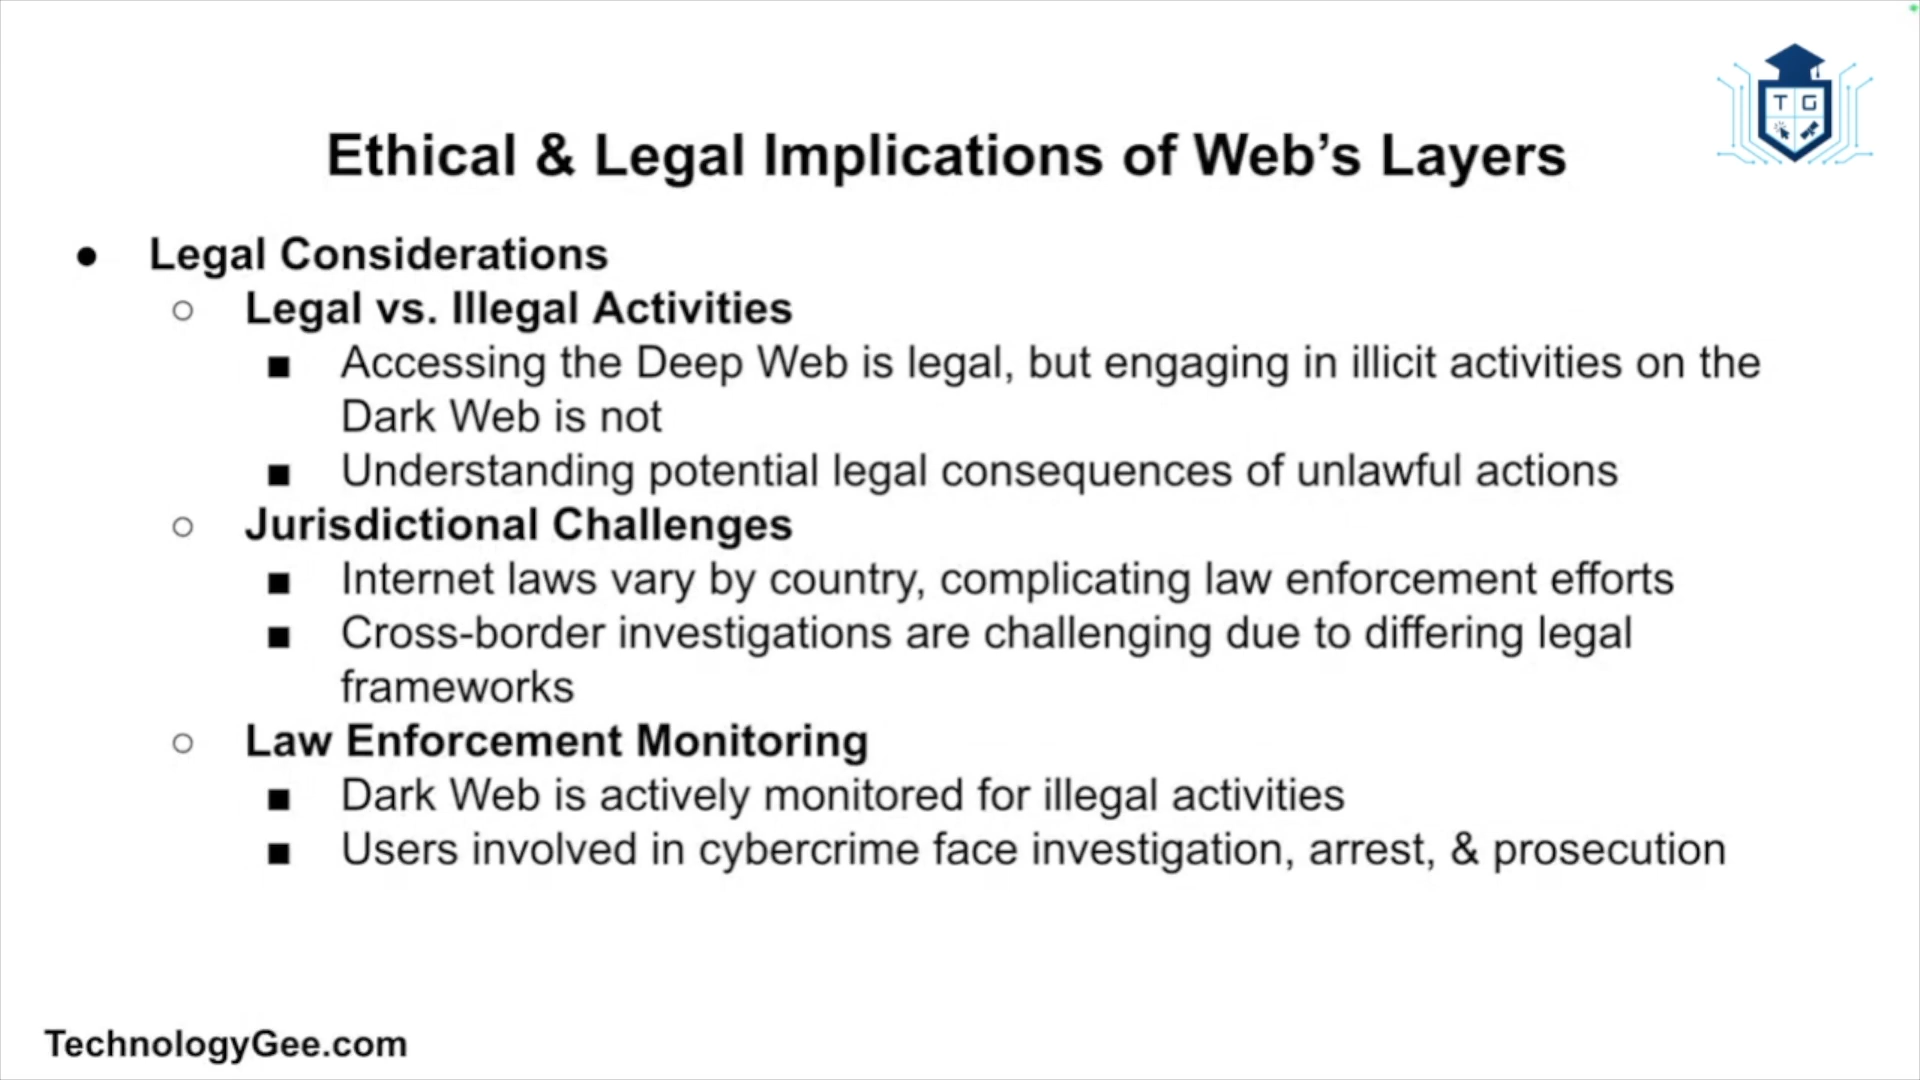 T G
Ethical & Legal Implications of Web’s Layers
● Legal Considerations
○ Legal vs. Illegal Activities
■ Accessing the Deep Web is legal, but engaging in illicit activities on the
Dark Web is not
■ Understanding potential legal consequences of unlawful actions
○ Jurisdictional Challenges
■ Internet laws vary by country, complicating law enforcement efforts
■ Cross-border investigations are challenging due to differing legal
frameworks
○ Law Enforcement Monitoring
■ Dark Web is actively monitored for illegal activities
■ Users involved in cybercrime face investigation, arrest, & prosecution
TechnologyGee.com